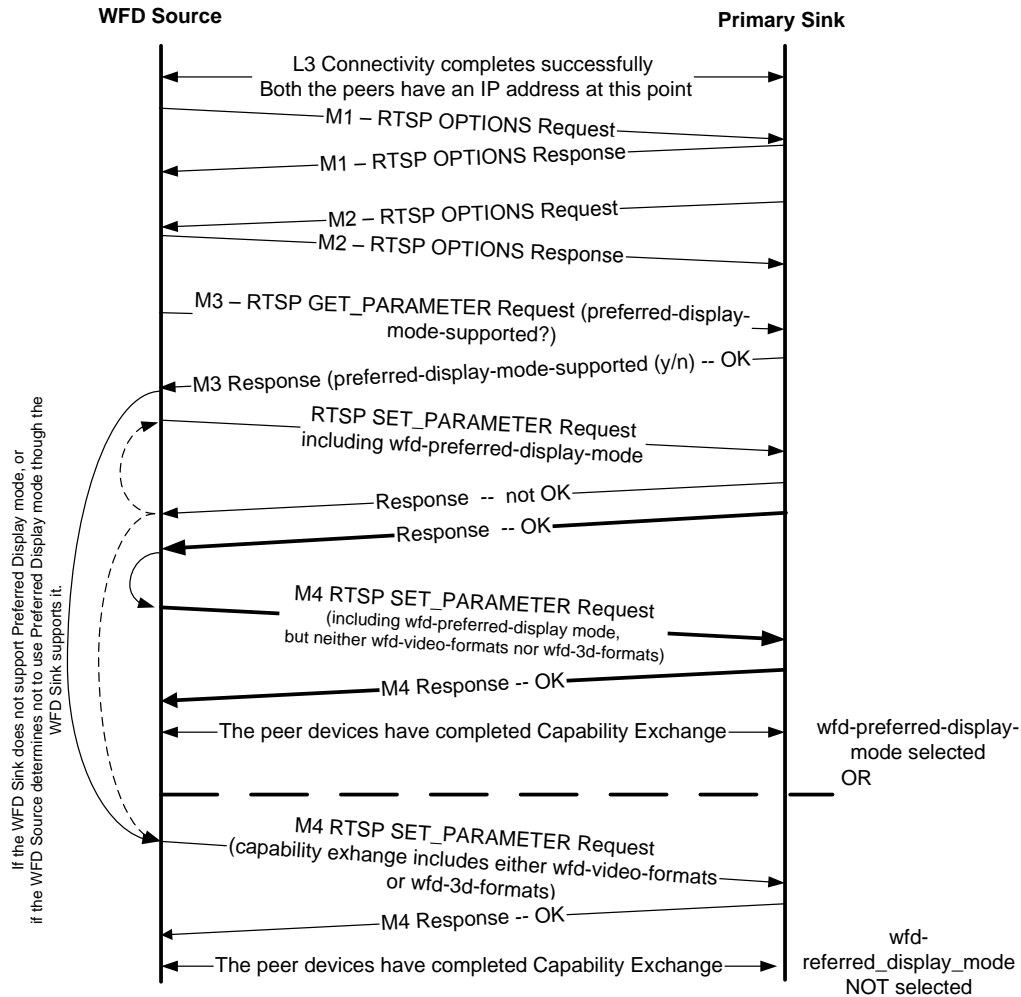 WFD Source
Primary Sink
L3 Connectivity completes successfully
Both the peers have an IP address at this point
M1 – RTSP OPTIONS Request
M1 – RTSP OPTIONS Response
M2 – RTSP OPTIONS Request
M2 – RTSP OPTIONS Response
M3 – RTSP GET_PARAMETER Request (preferred-display-
mode-supported?)
M3 Response (preferred-display-mode-supported (y/n) -- OK
RTSP SET_PARAMETER Request
including wfd-preferred-display-mode
Response -- not OK
Response -- OK
M4 RTSP SET_PARAMETER Request
(including wfd-preferred-display mode,
but neither wfd-video-formats nor wfd-3d-formats)
M4 Response -- OK
The peer devices have completed Capability Exchange
wfd-preferred-display-
mode selected
OR
M4 RTSP SET_PARAMETER Request
(capability exhange includes either wfd-video-formats
or wfd-3d-formats)
M4 Response -- OK
The peer devices have completed Capability Exchange
wfd-
referred_display_mode
NOT selected
If the WFD Sink does not support Preferred Display mode, or
if the WFD Source determines not to use Preferred Display mode though the
WFD Sink supports it.